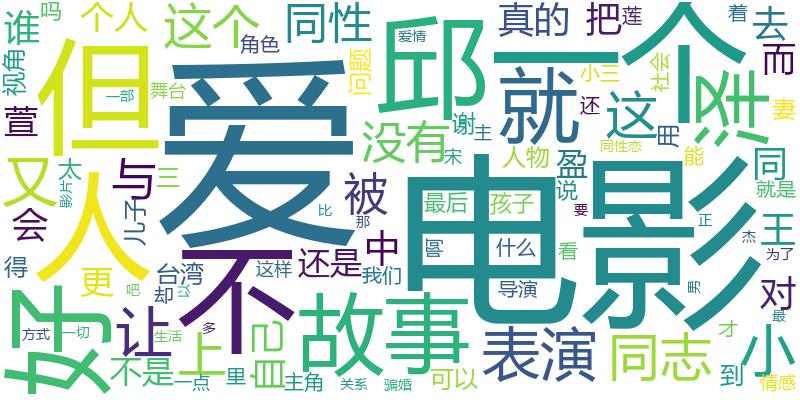 谁
吗
个人
这个
角色
同性
爱情
真的
把
莲
着
去
视角
但
爱
邱
一个
而
问题
小三
社会
就
泽
一部
舞台
萱
没有
谢
主
还
这
用
妻
又
人
与
三
被
宋
人物
盈
同性恋
能
同
太
影片
儿子
比
那
最后
孩子
说
要
就是
会
不
还是
中
电影
什么
看
正
杰
王
得
更
台湾
却
这样
我们
导演
男
为了
对
好
吧
让
上
公
故事
表演
同志
才
最
小
方式
一切
生活
多
自己
不是
一点
里
主角
关系
骗婚
可以
到
情感